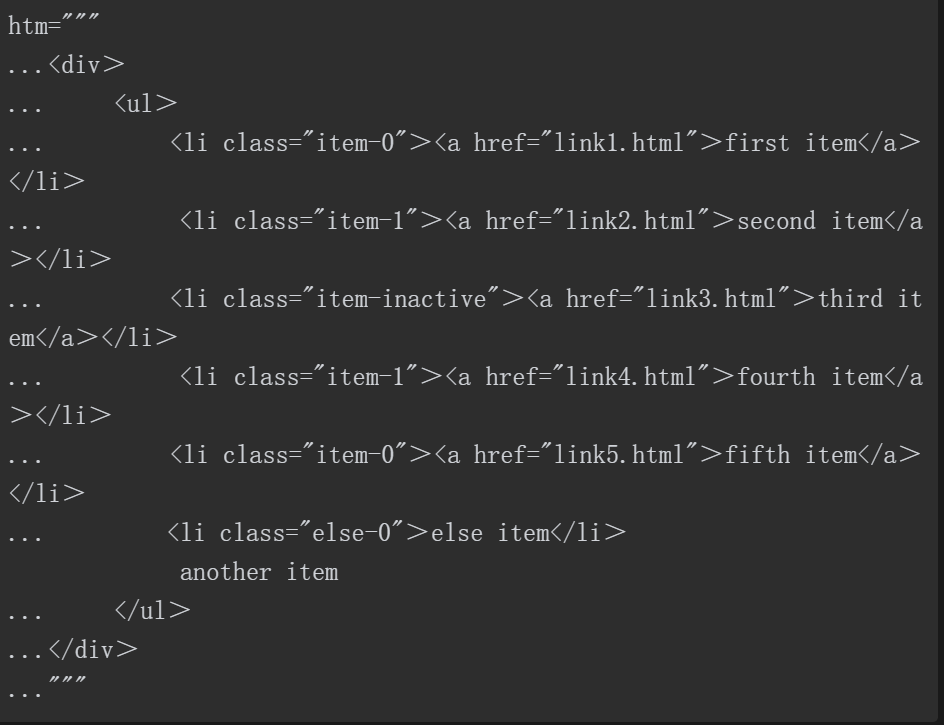 htm="""
...<div>
...     <ul>
...         <li class="item-0"><a href="link1.html">first item</a>
</li>
...          <li class="item-1"><a href="link2.html">second item</a
></li>
...         <li class="item-inactive"><a href="link3.html">third it
em</a></li>
...          <li class="item-1"><a href="link4.html">fourth item</a
></li>
...         <li class="item-0"><a href="link5.html">fifth item</a>
</li>
...         <li class="else-0">else item</li>
             another item
...     </ul>
...</div>
..."""